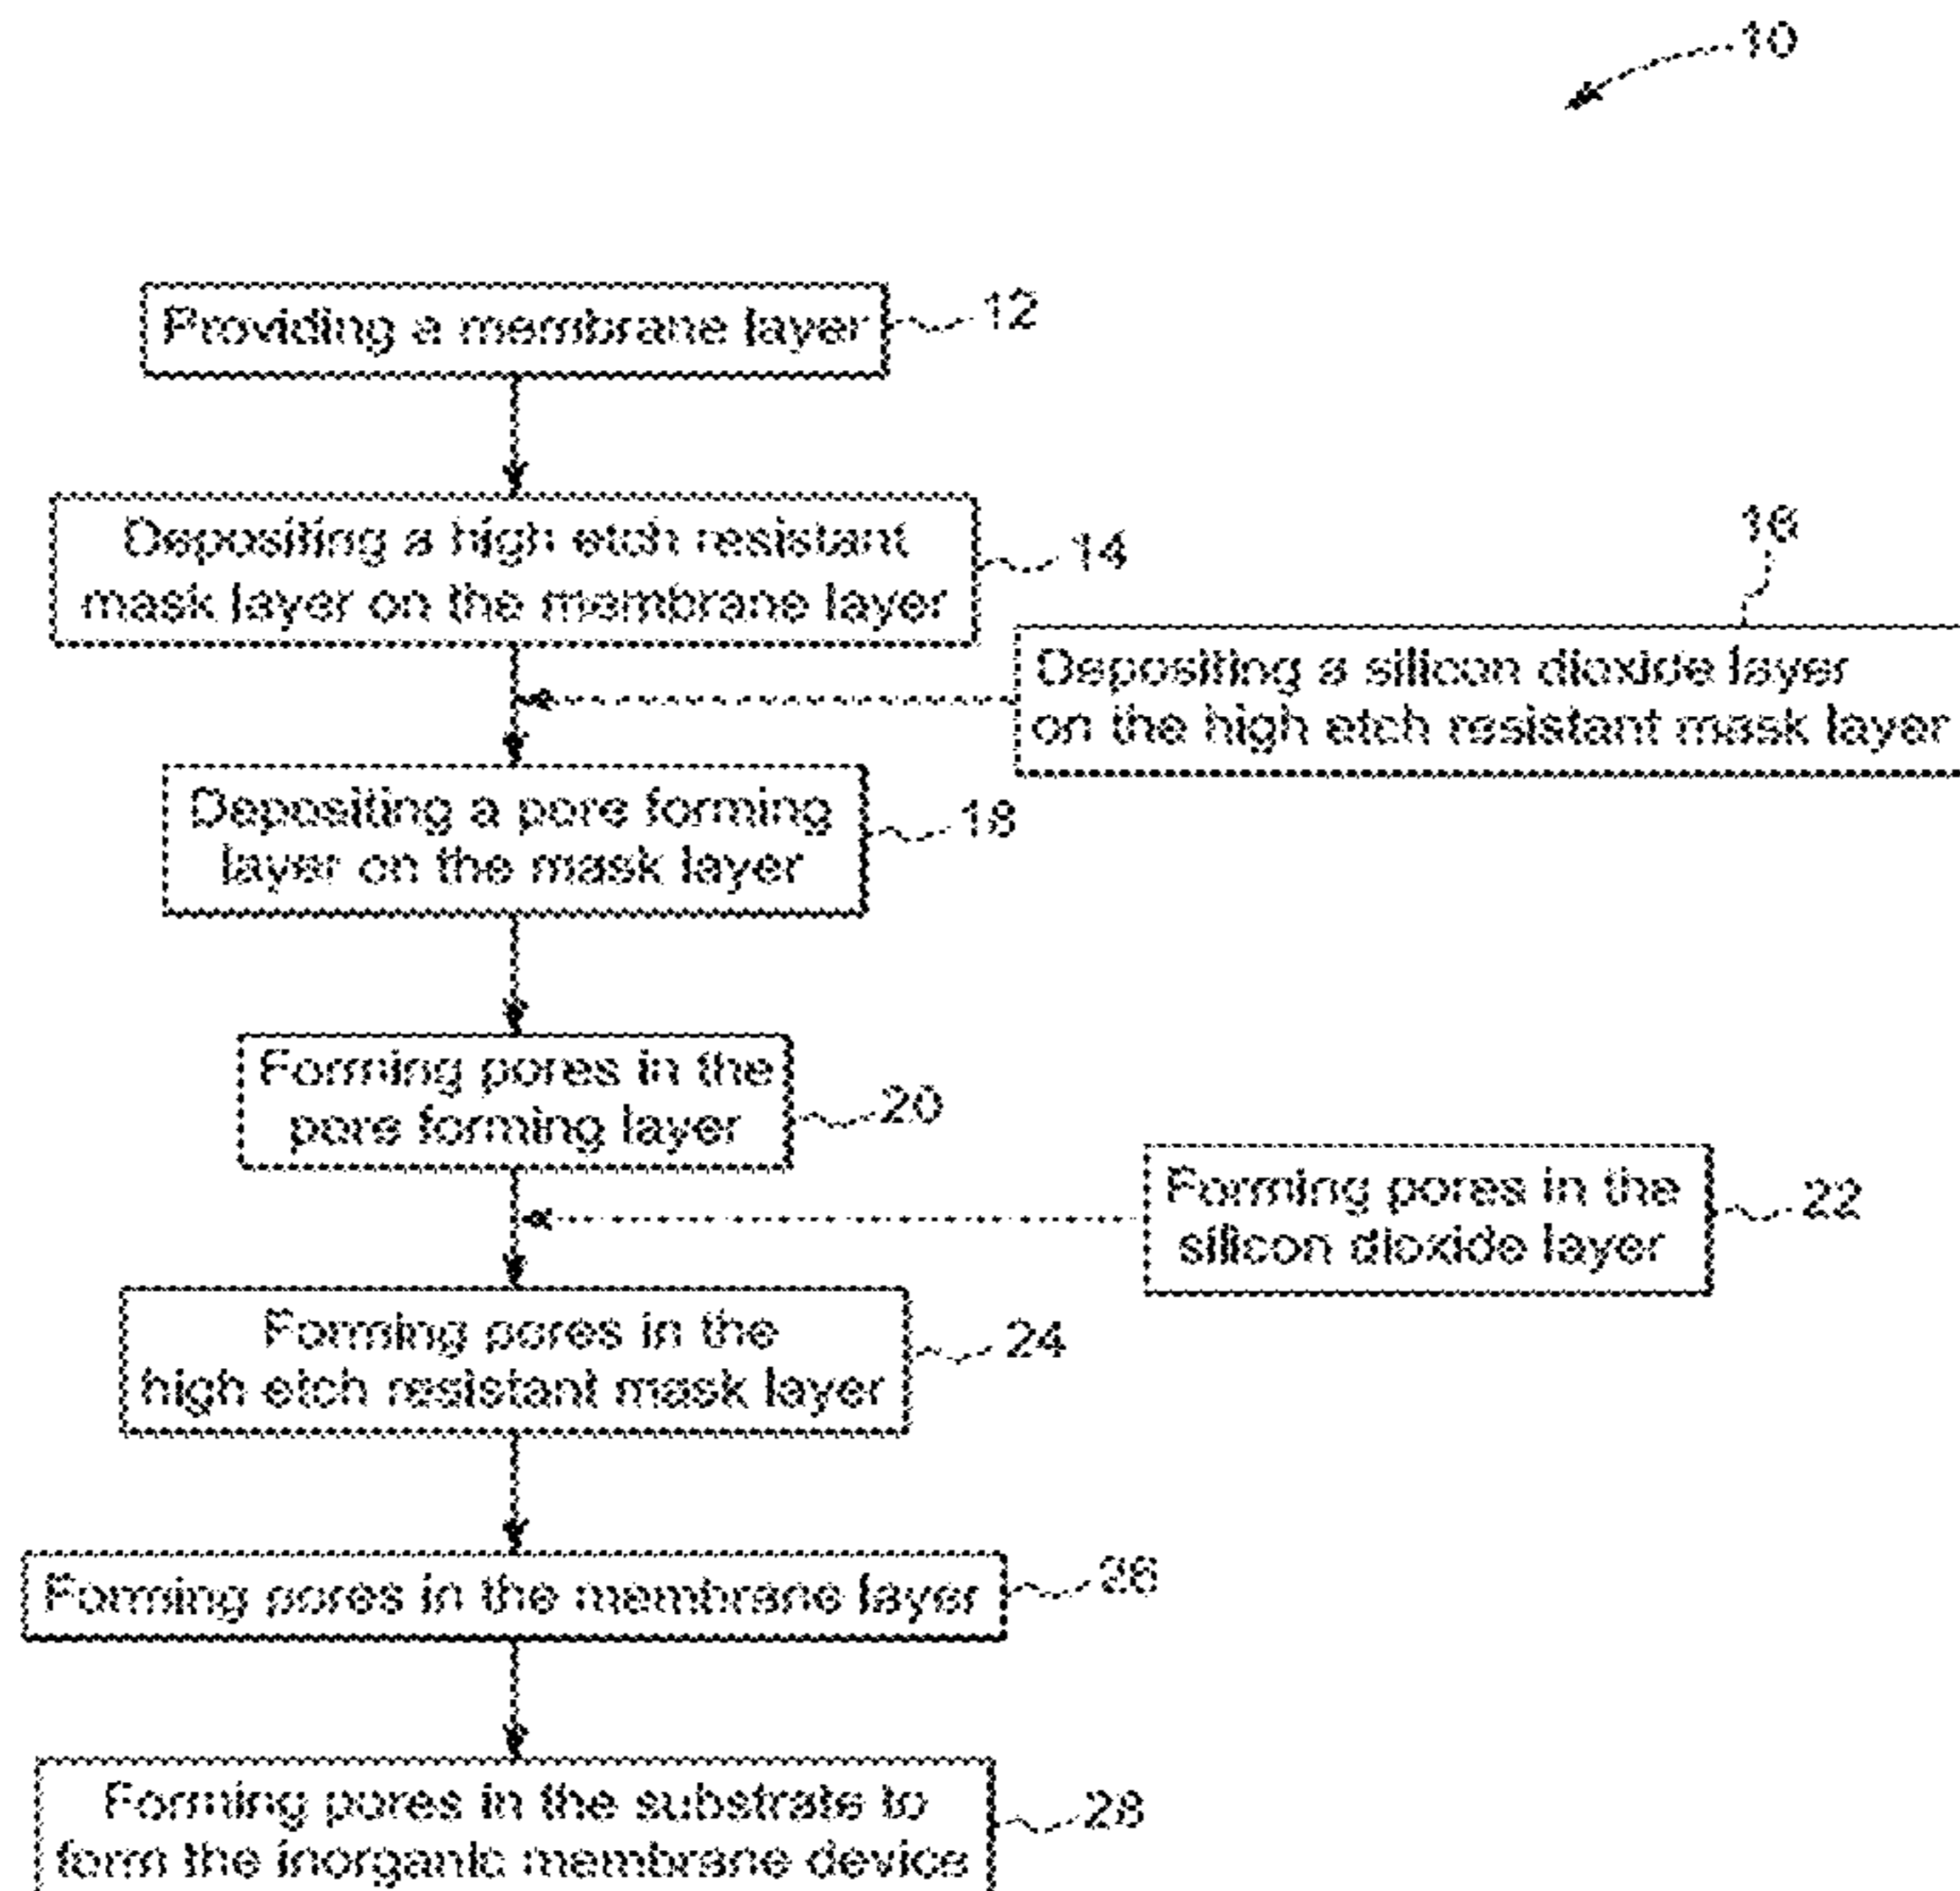 10
Providing a membrane layer
12
Depositing a high etch resistant
mask layer on the membrane layer
14
16
Depositing a silicon dioxide layer
on the high etch resistant mask layer
Depositing a pore forming
layer on the mask layer
18
Forming pores in the
pore forming layer
20
Forming pores in the
silicon dioxide layer
22
Forming pores in the
high etch resistant mask layer
24
Forming pores in the membrane layer
Forming pores in the substrate to
form the inorganic membrane device
28